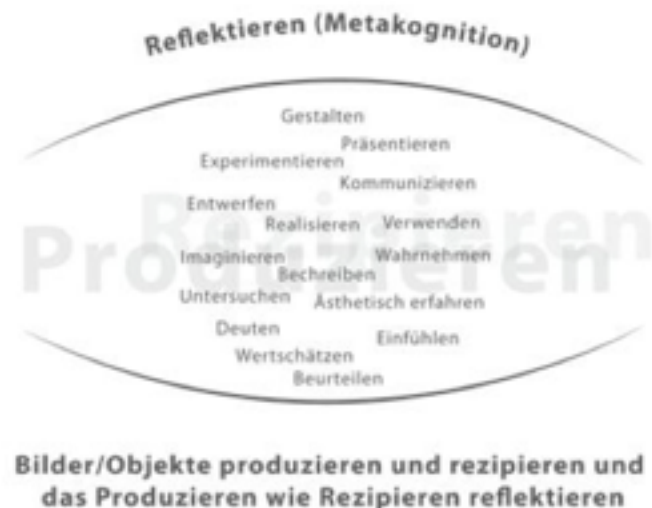 Reflektieren (Metakognition)
Gestalten
Präsentieren
Experimentieren
Kommunizieren
Entwerfen
Rezipieren
Realisieren Verwenden
Produzieren
Imaginieren Wahrnehmen
Bechreiben
Untersuchen Ästhetisch erfahren
Deuten
Einfühlen
Wertschätzen
Beurteilen
Bilder/Objekte produzieren und rezipieren und
das Produzieren wie Rezipieren reflektieren